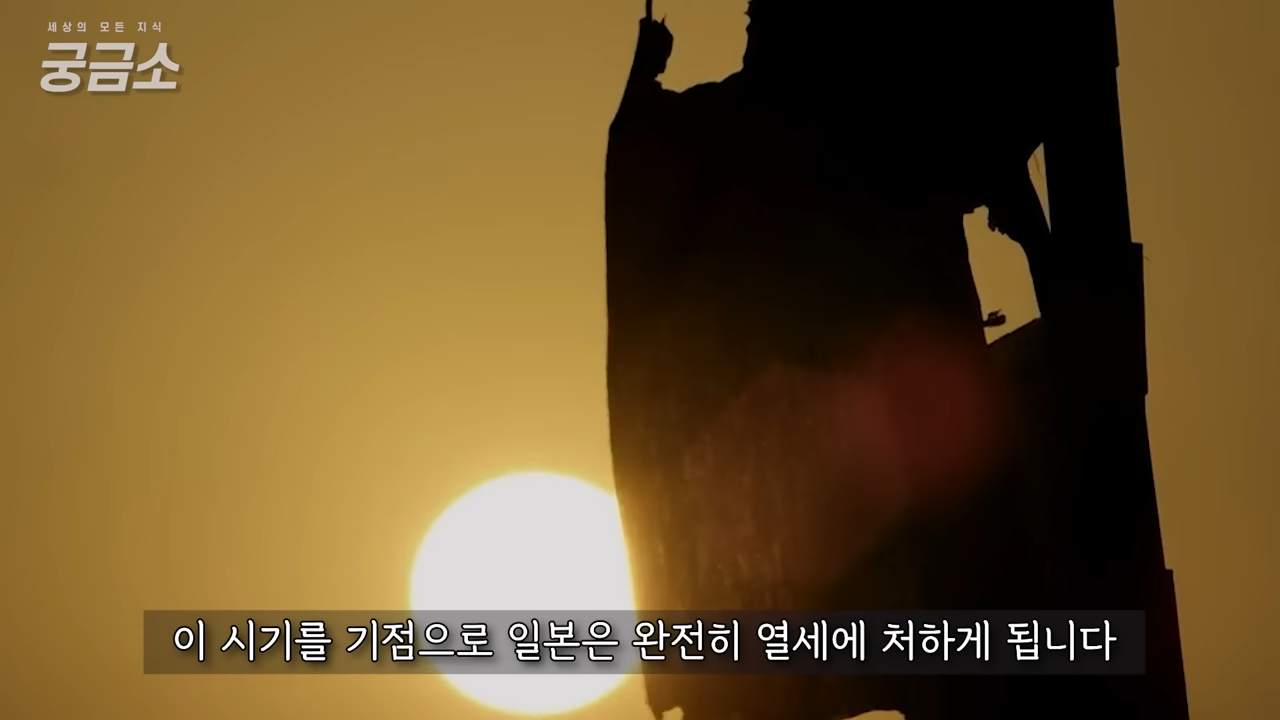 세상의 모든 지식
궁금소
이 시기를 기점으로 일본은 완전히 열세에 처하게 됩니다